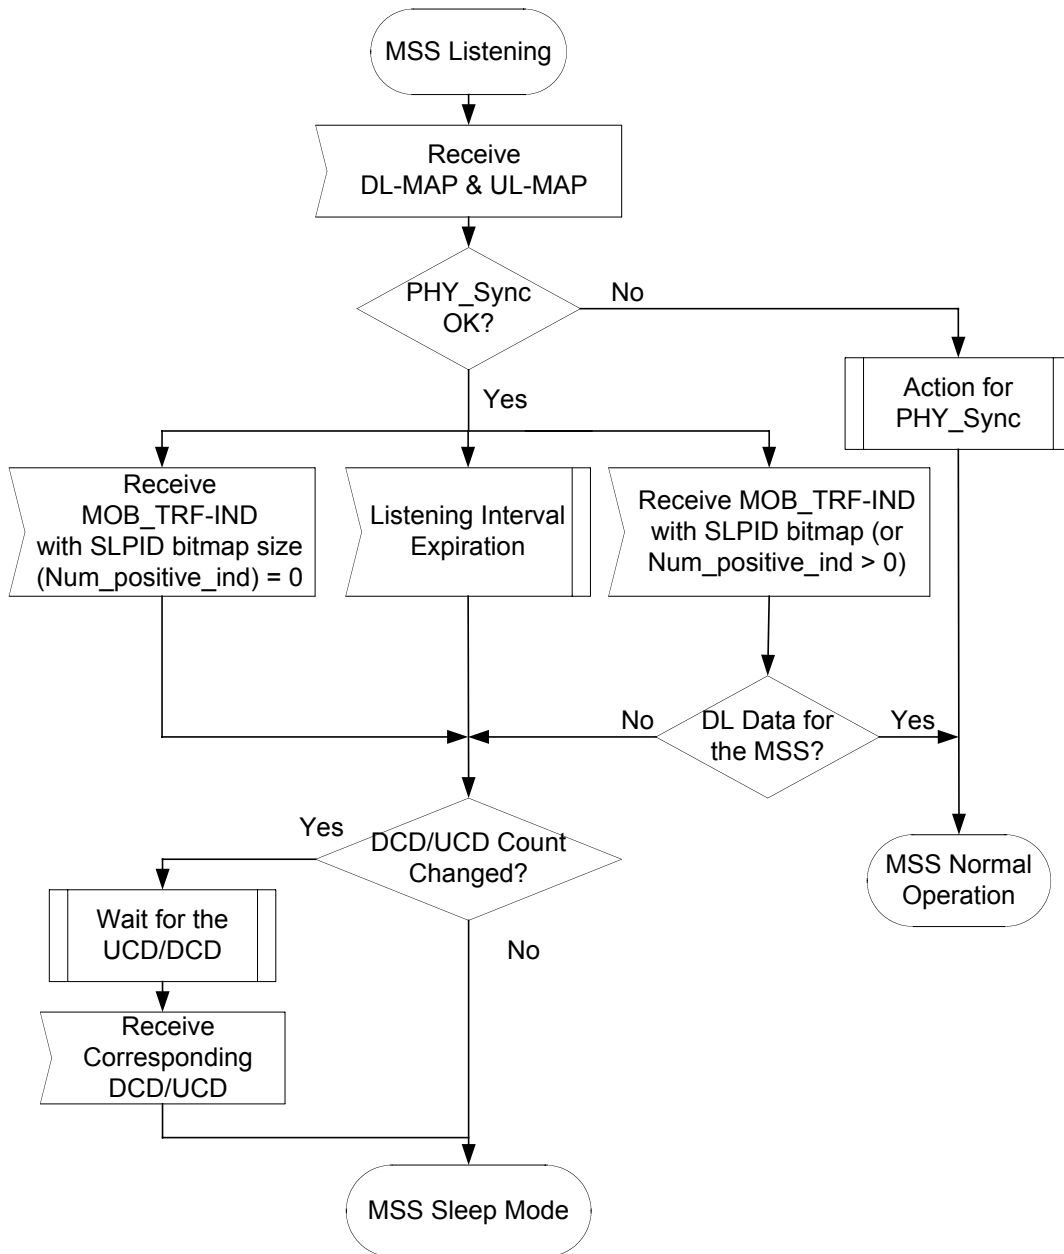 MSS Listening
Receive
DL-MAP & UL-MAP
PHY_Sync
OK?
No
Yes
Action for
PHY_Sync
Receive
MOB_TRF-IND
with SLPID bitmap size
(Num_positive_ind) = 0
Listening Interval
Expiration
Receive MOB_TRF-IND
with SLPID bitmap (or
Num_positive_ind > 0)
No
DL Data for
the MSS?
Yes
Yes
DCD/UCD Count
Changed?
MSS Normal
Operation
Wait for the
UCD/DCD
No
Receive
Corresponding
DCD/UCD
MSS Sleep Mode